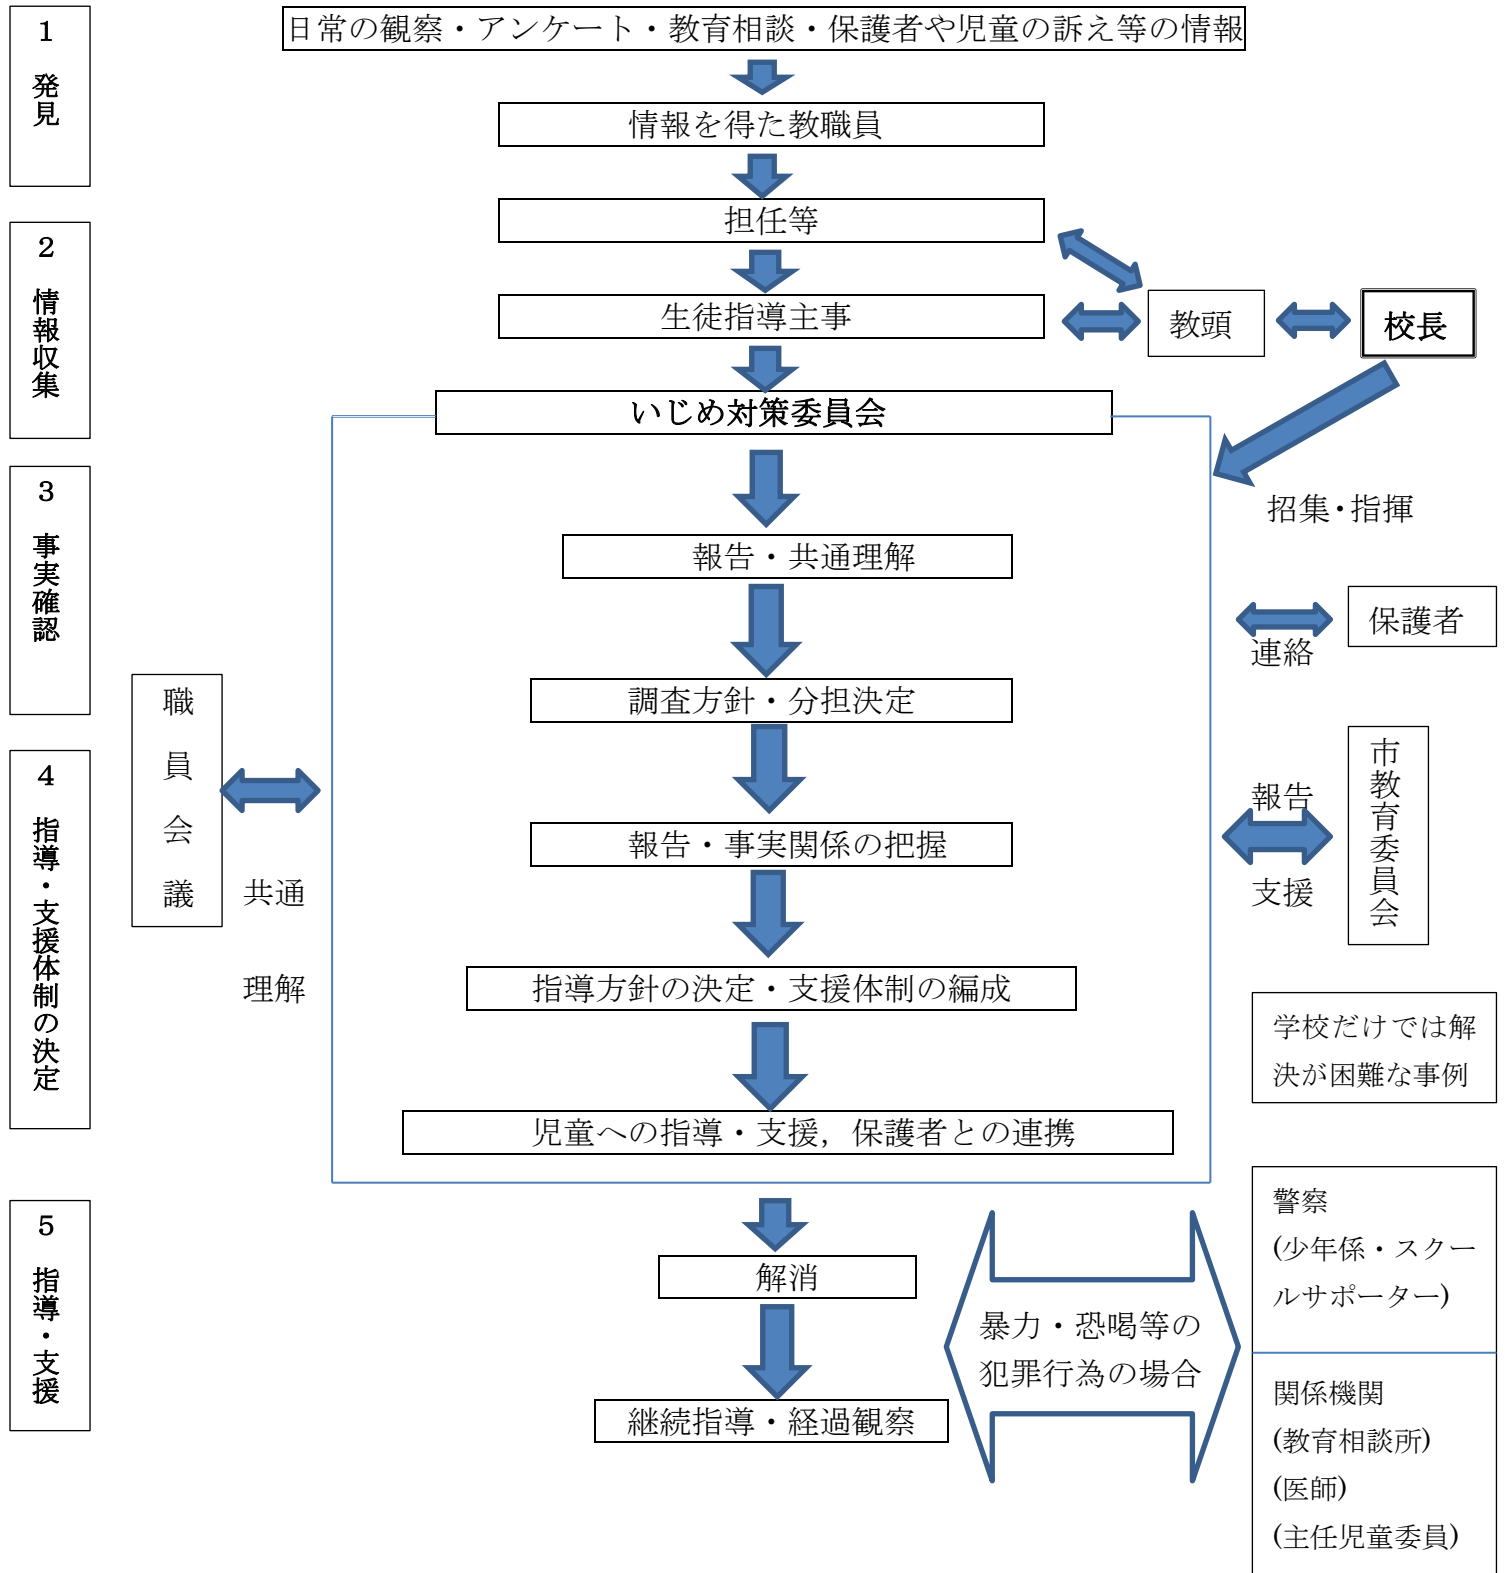 1 発見
日常の観察・アンケート・教育相談・保護者や児童の訴え等の情報
情報を得た教職員
担任等
2 情報収集
生徒指導主事
教頭
校長
いじめ対策委員会
招集・指揮
3 事実確認
報告・共通理解
保護者
連絡
調査方針・分担決定
職員会議
共通
理解
4 指導・支援体制の決定
報告・事実関係の把握
報告
支援
市教育委員会
指導方針の決定・支援体制の編成
学校だけでは解
決が困難な事例
児童への指導・支援，保護者との連携
5 指導・支援
解消
継続指導・経過観察
暴力・恐喝等の
犯罪行為の場合
警察
(少年係・スクー
ルサポーター)
関係機関
(教育相談所)
(医師)
(主任児童委員)